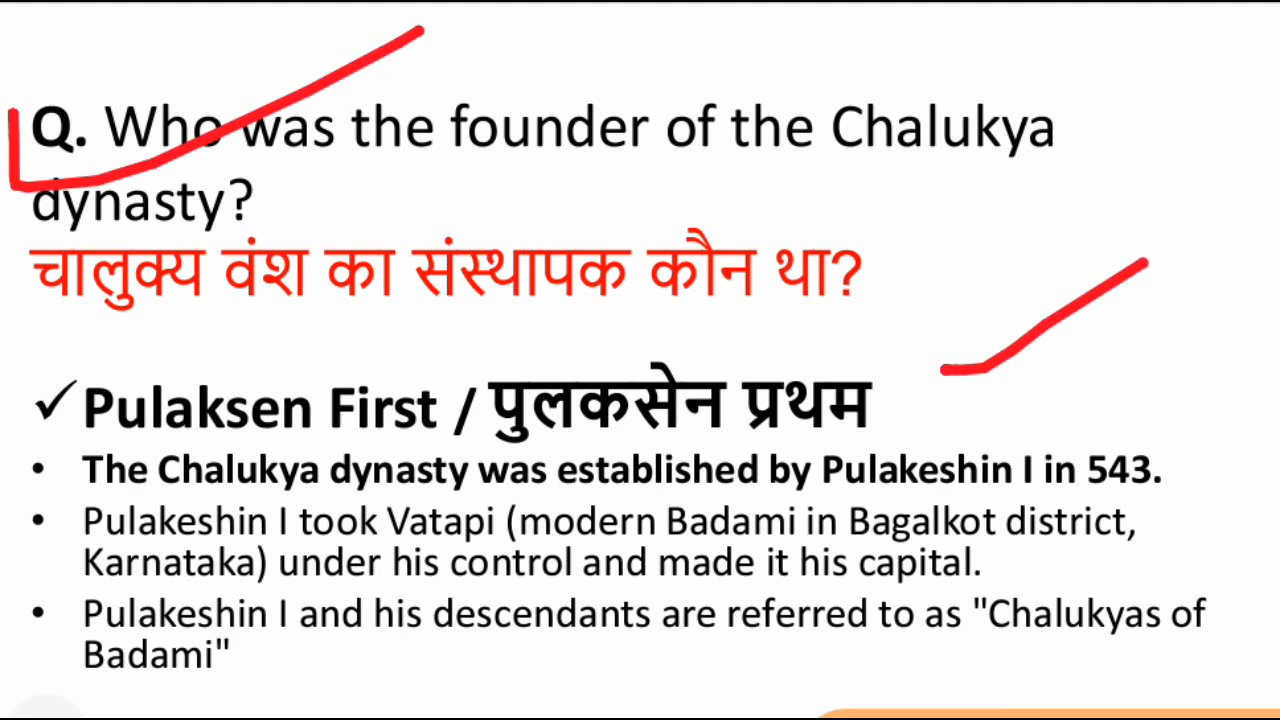 Q. Who was the founder of the Chalukya
dynasty?
चालुक्य वंश का संस्थापक कौन था?
✓ Pulaksen First / पुलकसेन प्रथम
• The Chalukya dynasty was established by Pulakeshin I in 543.
• Pulakeshin I took Vatapi (modern Badami in Bagalkot district,
Karnataka) under his control and made it his capital.
• Pulakeshin I and his descendants are referred to as "Chalukyas of
Badami"